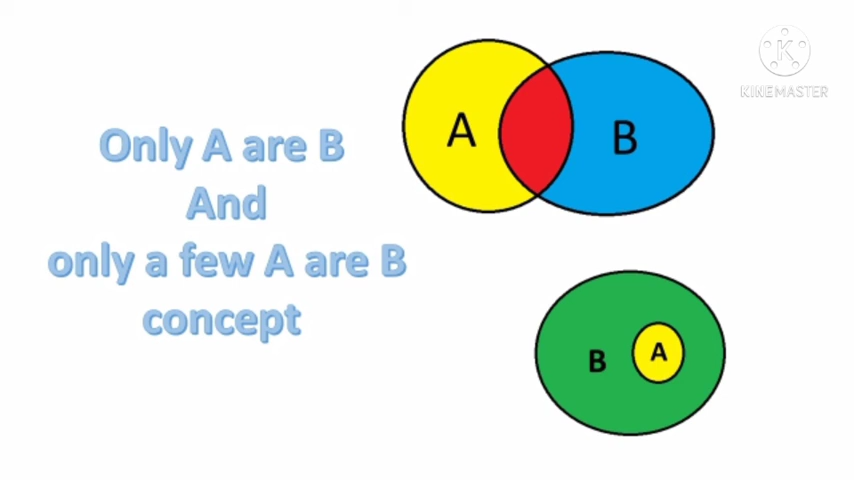 Only A are B
And
only a few A are B
concept
A
B
B
A
K
KINEMASTER